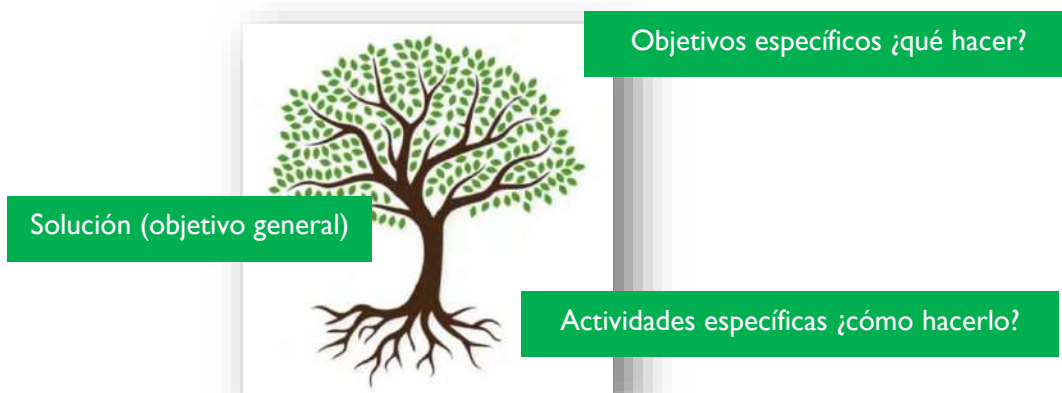 Objetivos específicos ¿qué hacer?
Solución (objetivo general)
Actividades específicas ¿cómo hacerlo?